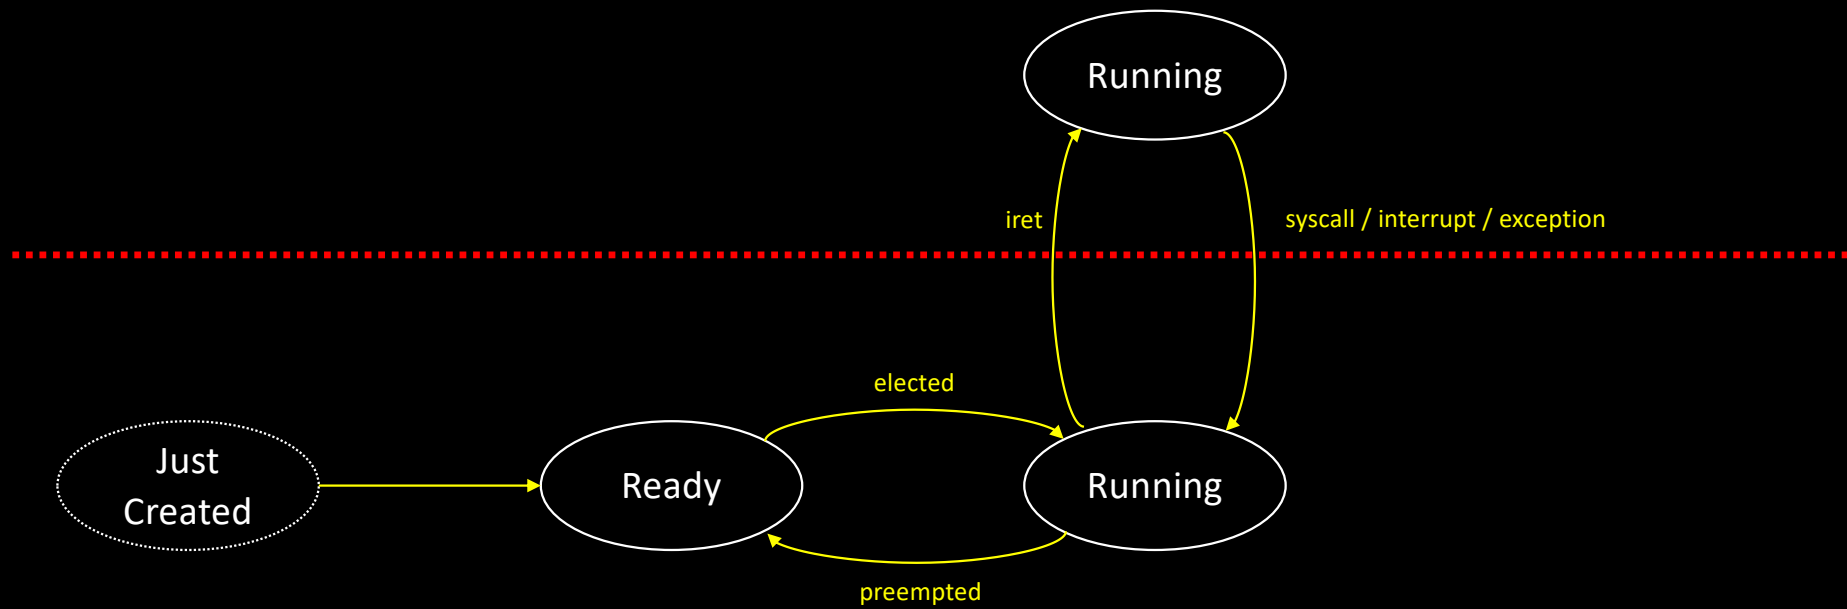 Running
iret
syscall / interrupt / exception
elected
Just
Created
Ready
Running
preempted